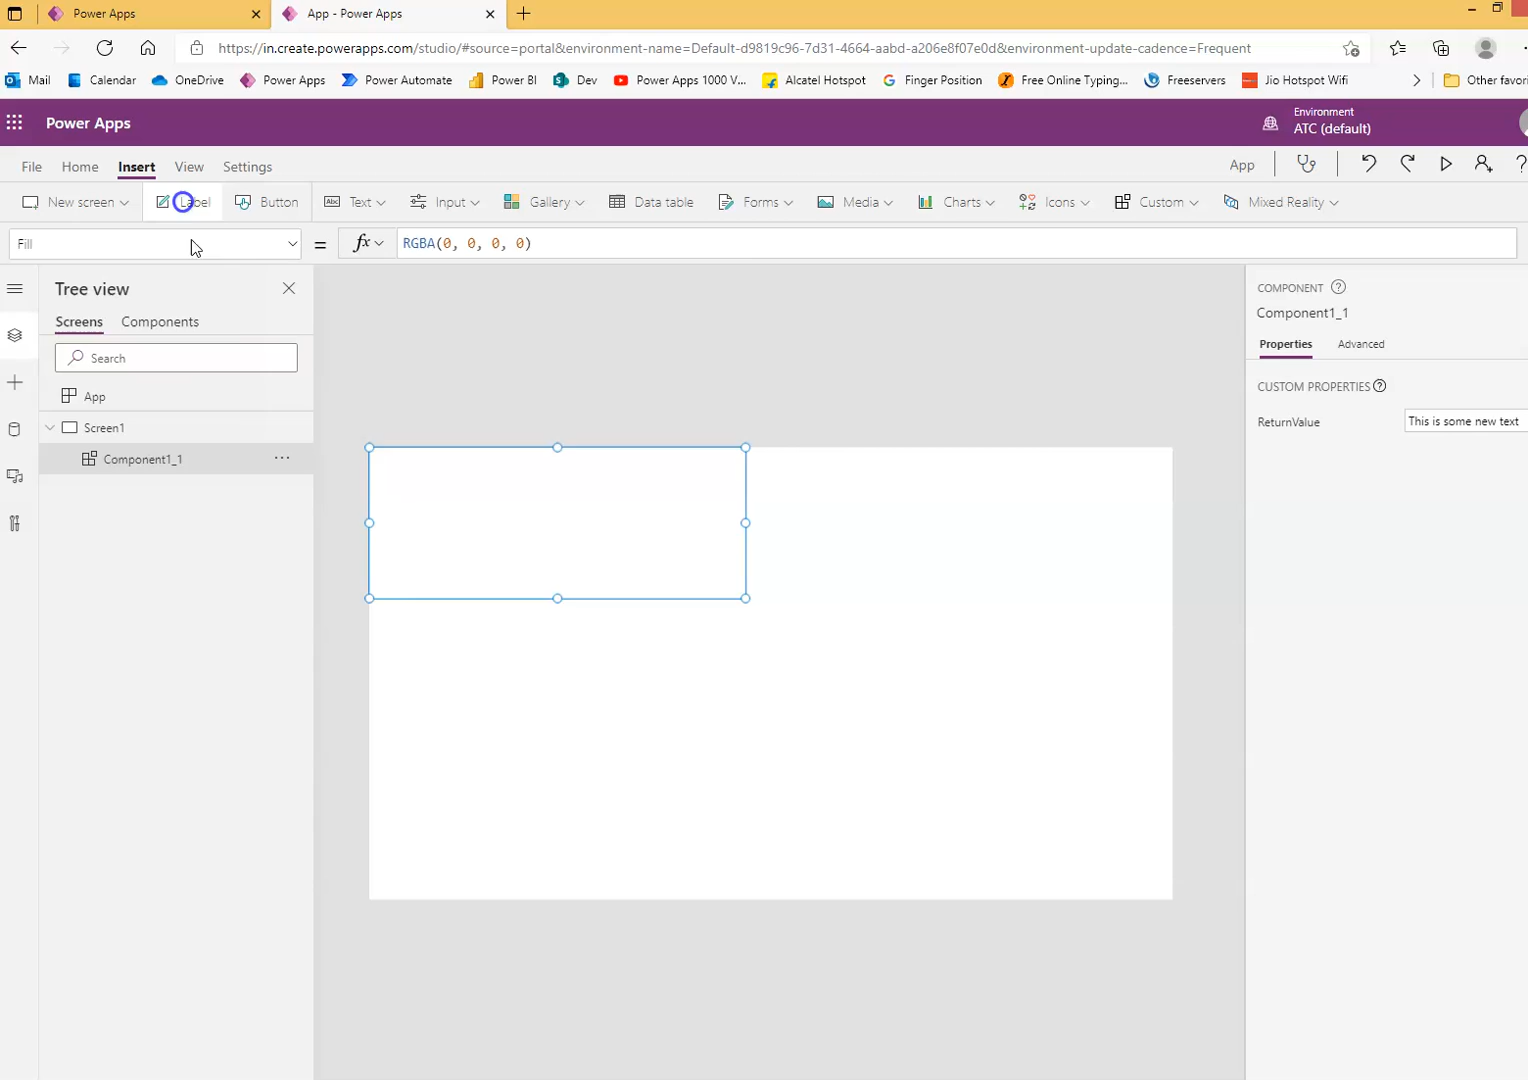 Power Apps
App - Power Apps
https://in.create.powerapps.com/studio/#source=portal&environment-name=Default-d9819c96-7d31-4664-aabd-a206e8f07e0d&environment-update-cadence=Frequent
Mail Calendar OneDrive Power Apps Power Automate Power BI Dev Power Apps 1000 V... Alcatel Hotspot Finger Position Free Online Typing... Freeservers Jio Hotspot Wifi Other favori
Power Apps
Environment
ATC (default)
File Home Insert View Settings App
New screen Label Button Abc Text Input Gallery Data table Forms Media Charts Icons Custom Mixed Reality
Fill = fx RGBA(0, 0, 0, 0)
Tree view
Screens Components
Search
App
Screen1
Component1_1 ...
COMPONENT ?
Component1_1
Properties Advanced
CUSTOM PROPERTIES ?
ReturnValue This is some new text